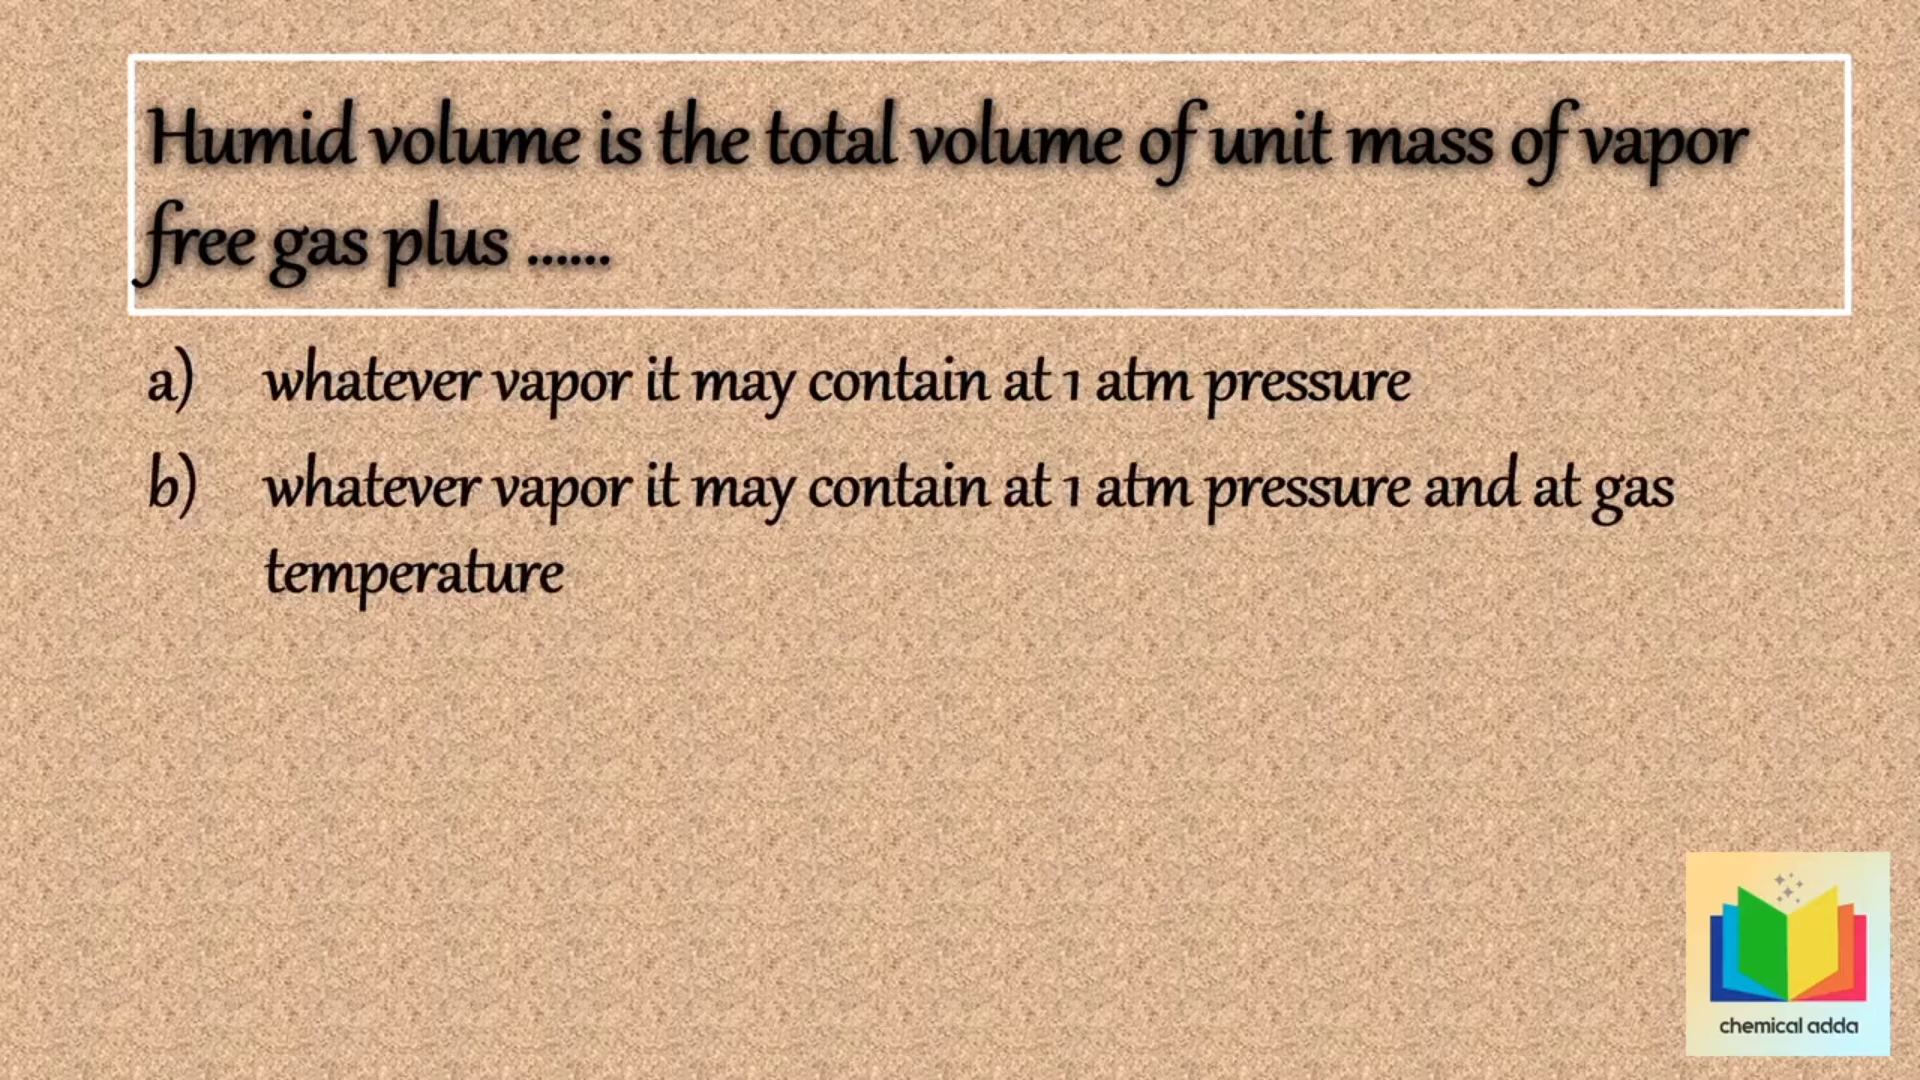 Humid volume is the total volume of unit mass of vapor
free gas plus ......
a) whatever vapor it may contain at 1 atm pressure
b) whatever vapor it may contain at 1 atm pressure and at gas
temperature
chemical adda